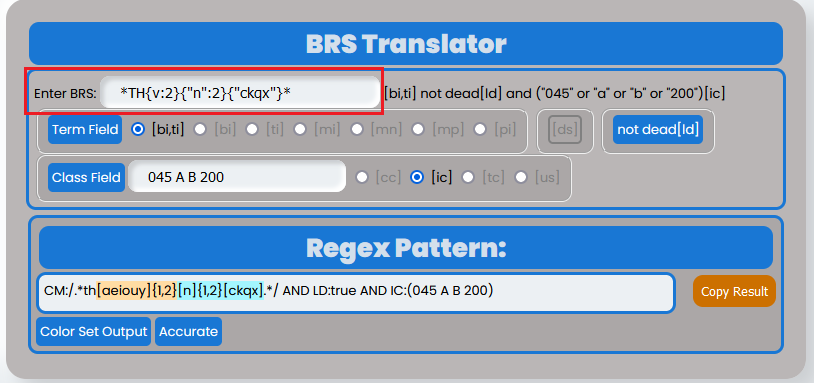 BRS Translator
Enter BRS: *TH{v:2}{"n":2}{"ckqx"}* [bi,ti] not dead[ld] and ("045" or "a" or "b" or "200")[ic]
Term Field [bi,ti] [bi] [ti] [mi] [mn] [mp] [pi] [ds] not dead[ld]
Class Field 045 A B 200 [cc] [ic] [tc] [us]
Regex Pattern:
CM:/.*th[aeiouy]{1,2}[n]{1,2}[ckqx].*/ AND LD:true AND IC:(045 A B 200) Copy Result
Color Set Output Accurate